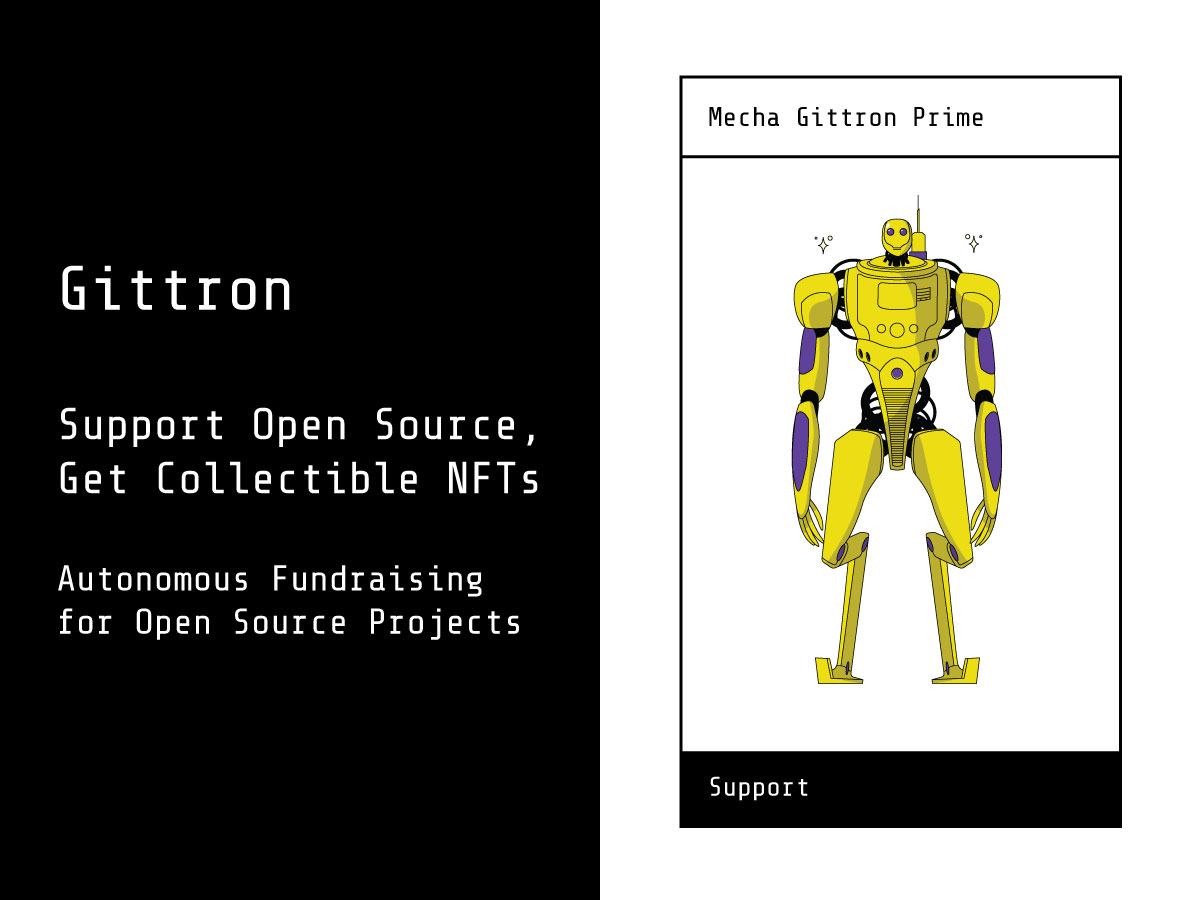 Gittron
Support Open Source,
Get Collectible NFTs
Autonomous Fundraising
for Open Source Projects
Mecha Gittron Prime
Support